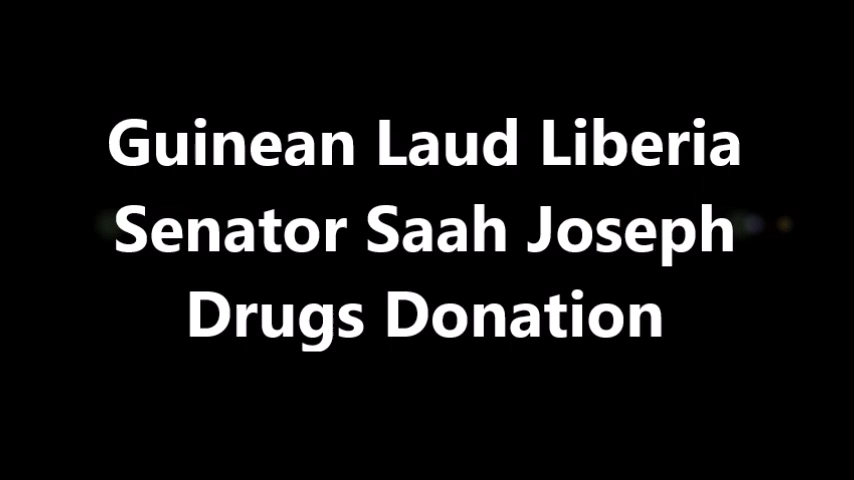 Guinean Laud Liberia
Senator Saah Joseph
Drugs Donation